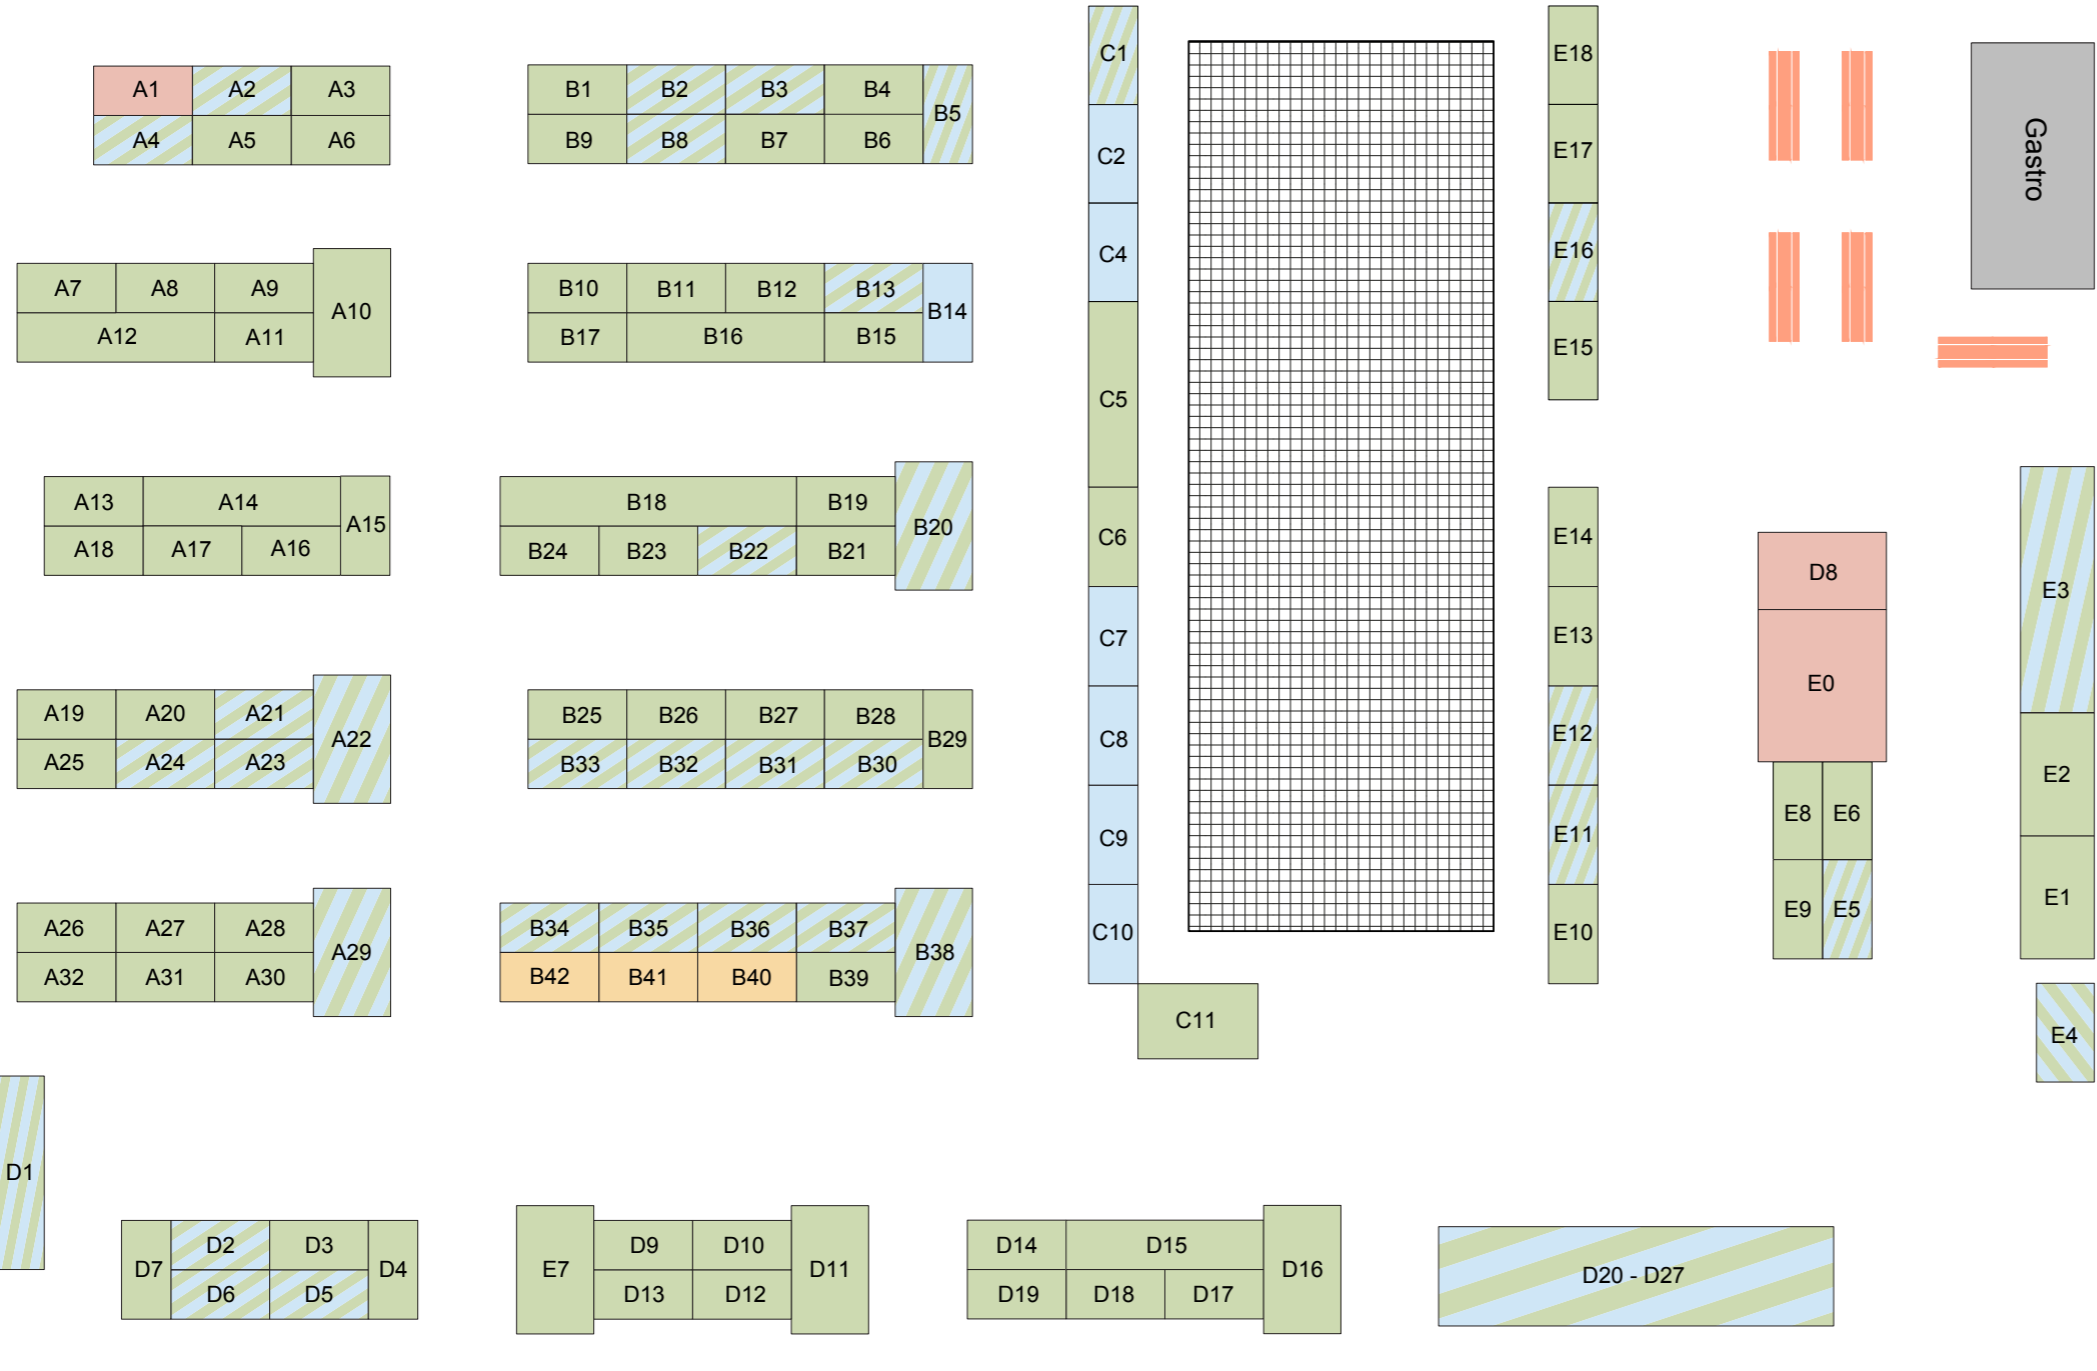 A1 A2 A3
A4 A5 A6
B1 B2 B3 B4 B5
B9 B8 B7 B6
A7 A8 A9 A10
A12 A11
B10 B11 B12 B13 B14
B17 B16 B15
A13 A14 A15
A18 A17 A16
B18 B19 B20
B24 B23 B22 B21
A19 A20 A21 A22
A25 A24 A23
B25 B26 B27 B28 B29
B33 B32 B31 B30
A26 A27 A28 A29
A32 A31 A30
B34 B35 B36 B37 B38
B42 B41 B40 B39
C1
C2
C4
C5
C6
C7
C8
C9
C10
C11
E18
E17
E16
E15
E14
E13
E12
E11
E10
Gastro
D8
E0
E8 E6
E9 E5
E3
E2
E1
E4
D1
D7 D2 D3 D4
D6 D5
E7 D9 D10 D11
D13 D12
D14 D15 D16
D19 D18 D17
D20 - D27